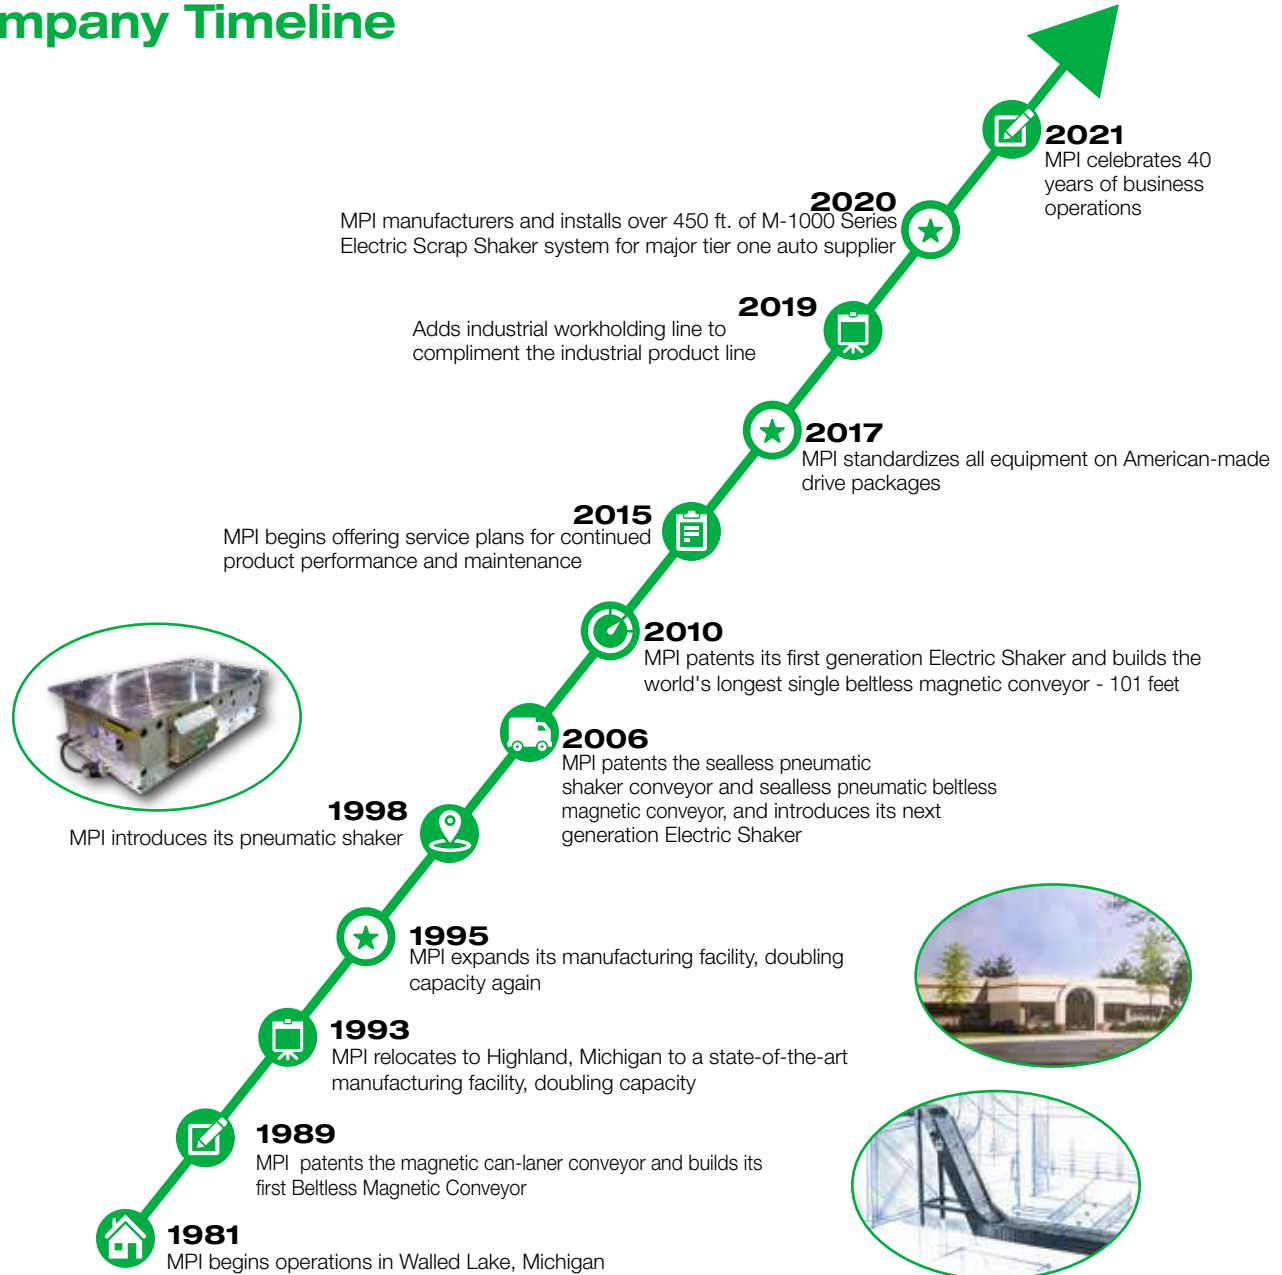 mpany Timeline
2021
MPI celebrates 40
years of business
operations
2020
MPI manufacturers and installs over 450 ft. of M-1000 Series
Electric Scrap Shaker system for major tier one auto supplier
2019
Adds industrial workholding line to
compliment the industrial product line
2017
MPI standardizes all equipment on American-made
drive packages
2015
MPI begins offering service plans for continued
product performance and maintenance
2010
MPI patents its first generation Electric Shaker and builds the
world's longest single beltless magnetic conveyor - 101 feet
2006
MPI patents the sealless pneumatic
shaker conveyor and sealless pneumatic beltless
magnetic conveyor, and introduces its next
generation Electric Shaker
1998
MPI introduces its pneumatic shaker
1995
MPI expands its manufacturing facility, doubling
capacity again
1993
MPI relocates to Highland, Michigan to a state-of-the-art
manufacturing facility, doubling capacity
1989
MPI patents the magnetic can-laner conveyor and builds its
first Beltless Magnetic Conveyor
1981
MPI begins operations in Walled Lake, Michigan